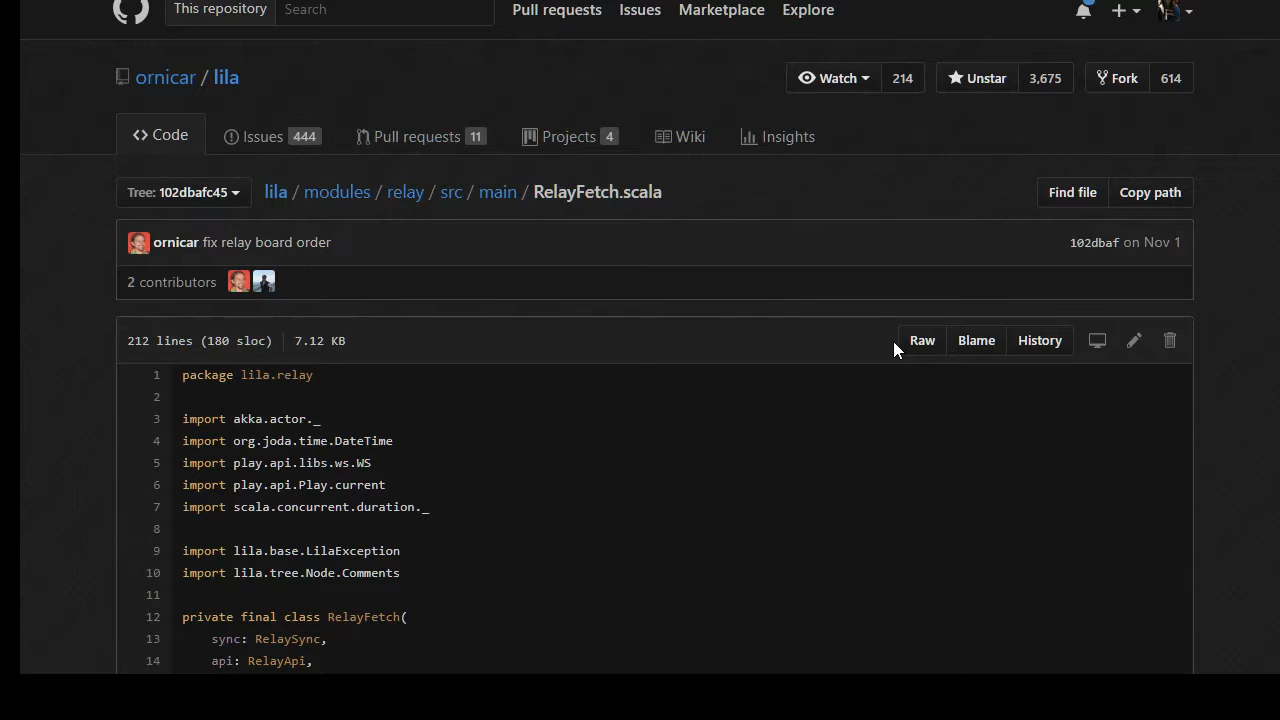 This repository Search Pull requests Issues Marketplace Explore
ornicar / lila Watch 214 Unstar 3,675 Fork 614
<> Code Issues 444 Pull requests 11 Projects 4 Wiki Insights
Tree: 102dbafc45 lila / modules / relay / src / main / RelayFetch.scala Find file Copy path
ornicar fix relay board order 102dbaf on Nov 1
2 contributors
212 lines (180 sloc) 7.12 KB Raw Blame History
1 package lila.relay
2
3 import akka.actor._
4 import org.joda.time.DateTime
5 import play.api.libs.ws.WS
6 import play.api.Play.current
7 import scala.concurrent.duration._
8
9 import lila.base.LilaException
10 import lila.tree.Node.Comments
11
12 private final class RelayFetch(
13 sync: RelaySync,
14 api: RelayApi,